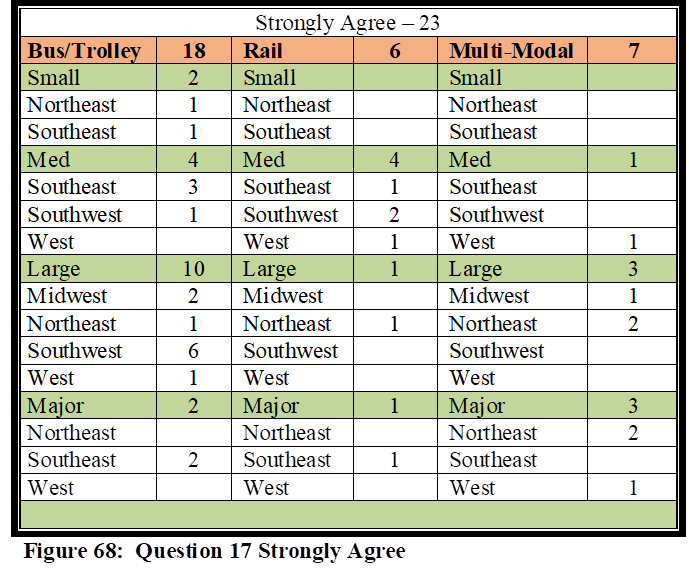 Strongly Agree – 23
Bus/Trolley 18 Rail 6 Multi-Modal 7
Small 2 Small Small
Northeast 1 Northeast Northeast
Southeast 1 Southeast Southeast
Med 4 Med 4 Med 1
Southeast 3 Southeast 1 Southeast
Southwest 1 Southwest 2 Southwest
West West 1 West 1
Large 10 Large 1 Large 3
Midwest 2 Midwest Midwest 1
Northeast 1 Northeast 1 Northeast 2
Southwest 6 Southwest Southwest
West 1 West West
Major 2 Major 1 Major 3
Northeast Northeast Northeast 2
Southeast 2 Southeast 1 Southeast
West West West 1
Figure 68: Question 17 Strongly Agree